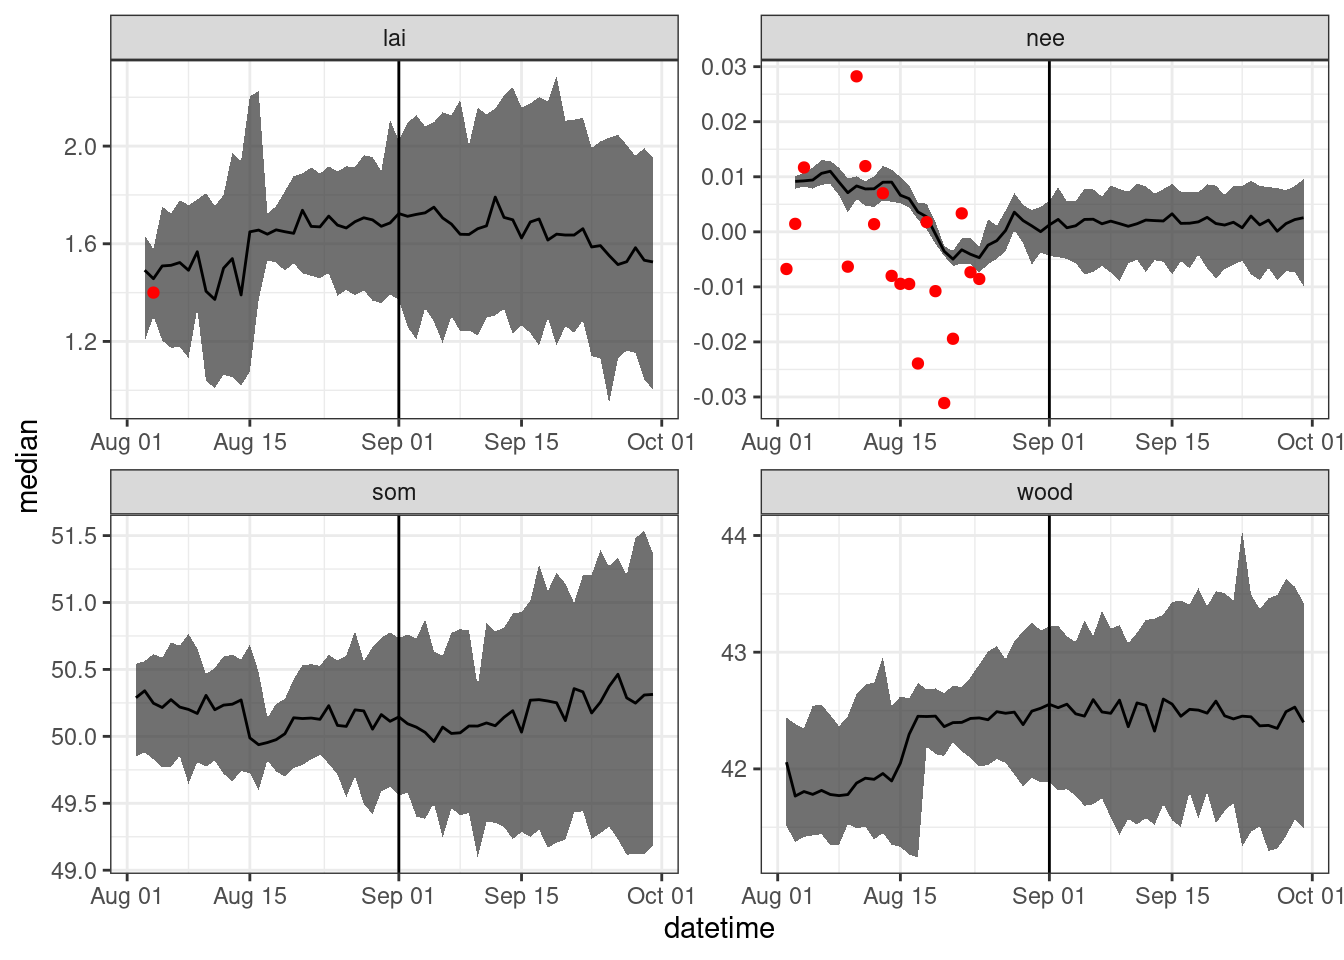 lai
nee
2.0
1.6
1.2
0.03
0.02
0.01
0.00
-0.01
-0.02
-0.03
Aug 01 Aug 15 Sep 01 Sep 15 Oct 01
Aug 01 Aug 15 Sep 01 Sep 15 Oct 01
median
som
wood
51.5
51.0
50.5
50.0
49.5
49.0
44
43
42
Aug 01 Aug 15 Sep 01 Sep 15 Oct 01
Aug 01 Aug 15 Sep 01 Sep 15 Oct 01
datetime